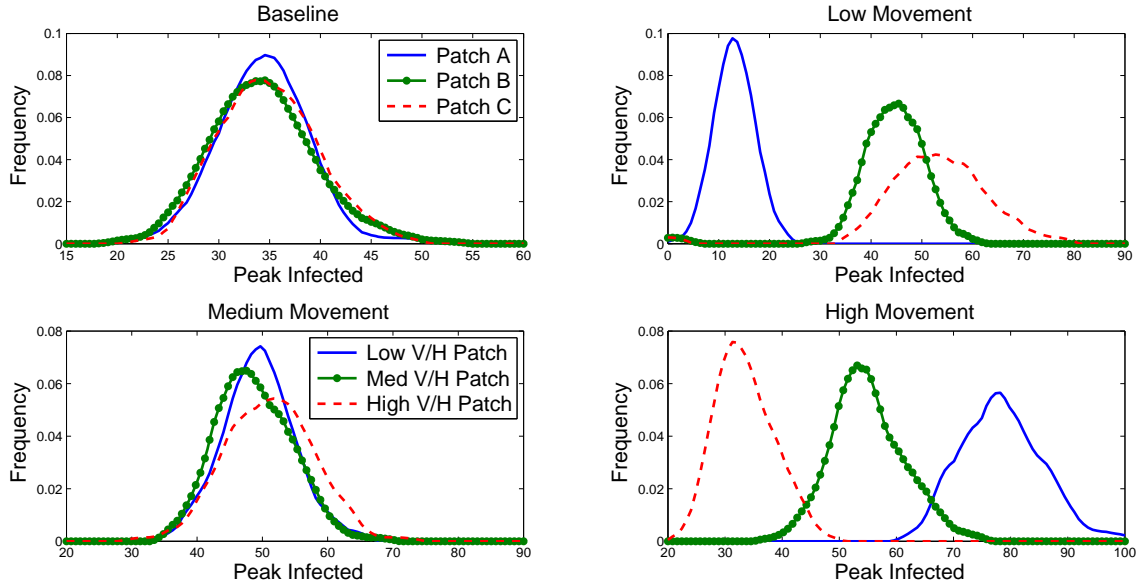 Baseline
Frequency
0.1
0.08
0.06
0.04
0.02
0
15 20 25 30 35 40 45 50 55 60
Peak Infected
Patch A
Patch B
Patch C
Low Movement
Frequency
0.1
0.08
0.06
0.04
0.02
0
0 10 20 30 40 50 60 70 80 90
Peak Infected
Medium Movement
Frequency
0.08
0.06
0.04
0.02
0
20 30 40 50 60 70 80 90
Peak Infected
Low V/H Patch
Med V/H Patch
High V/H Patch
High Movement
Frequency
0.08
0.06
0.04
0.02
0
20 30 40 50 60 70 80 90 100
Peak Infected